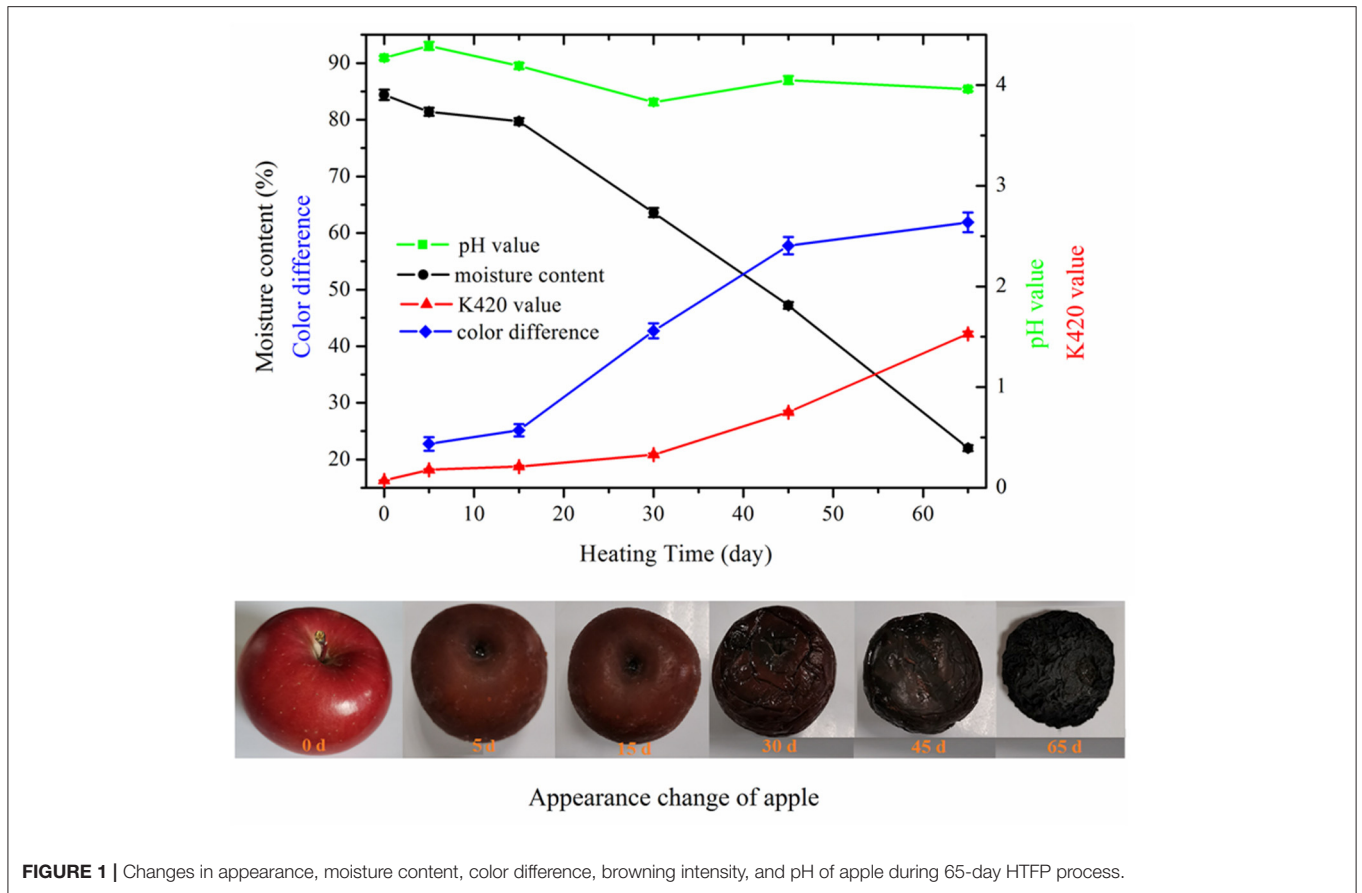 90
80
70
60
50
40
30
20
4
3
2
1
0
Moisture content (%)
Color difference
pH value
moisture content
K420 value
color difference
pH value
K420 value
0 10 20 30 40 50 60
Heating Time (day)
0 d 5 d 15 d 30 d 45 d 65 d
Appearance change of apple
FIGURE 1 | Changes in appearance, moisture content, color difference, browning intensity, and pH of apple during 65-day HTFP process.